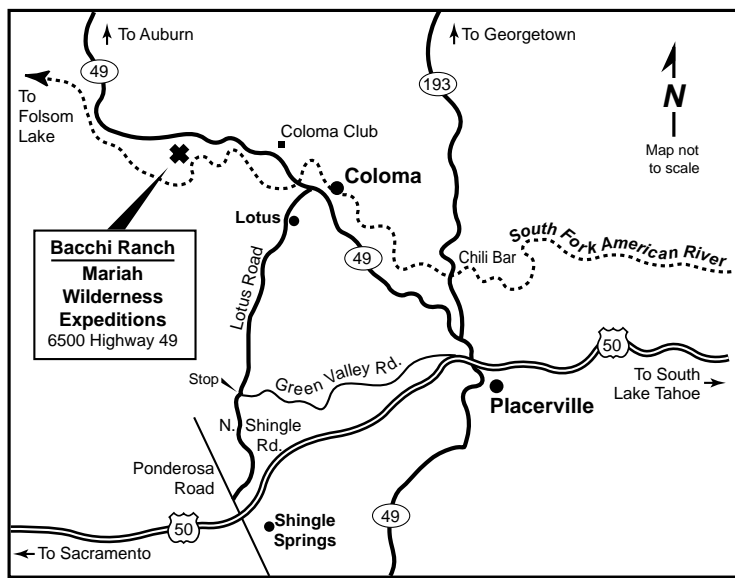 To Auburn
To Georgetown
49
193
To
Folsom
Lake
N
Map not
to scale
Coloma Club
Coloma
Lotus
Bacchi Ranch
Mariah
Wilderness
Expeditions
6500 Highway 49
Lotus Road
49
Chili Bar
South Fork American River
50
To South
Lake Tahoe
Stop
Green Valley Rd.
Placerville
N. Shingle
Rd.
Ponderosa
Road
50
Shingle
Springs
49
To Sacramento